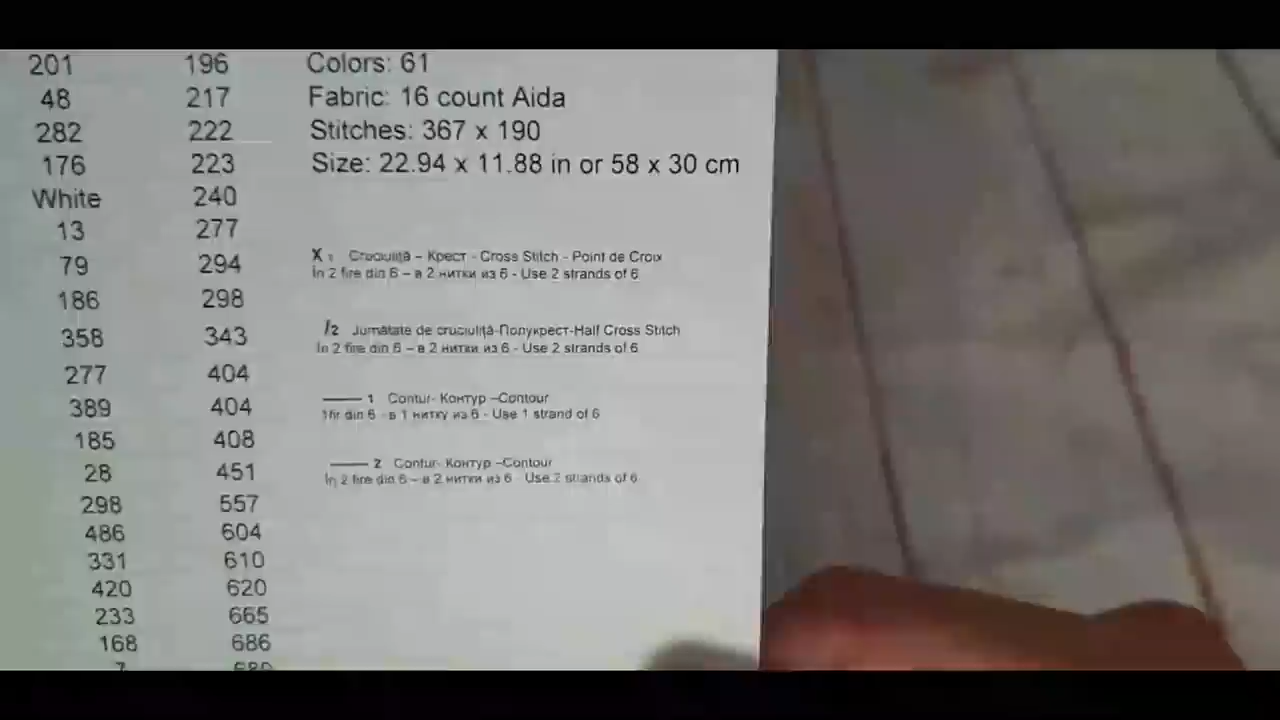 201 196 Colors: 61
48 217 Fabric: 16 count Aida
282 222 Stitches: 367 x 190
176 223 Size: 22.94 x 11.88 in or 58 x 30 cm
White 240
13 277
79 294 X 1 Cruciuliță – Крест - Cross Stitch - Point de Croix
În 2 fire din 6 – в 2 нитки из 6 - Use 2 strands of 6
186 298
358 343 /2 Jumătate de cruciuliță-Полукрест-Half Cross Stitch
În 2 fire din 6 – в 2 нитки из 6 - Use 2 strands of 6
277 404
389 404 1 Contur- Контур –Contour
1fir din 6 - в 1 нитку из 6 - Use 1 strand of 6
185 408
28 451 2 Contur- Контур –Contour
În 2 fire din 6 – в 2 нитки из 6 - Use 2 strands of 6
298 557
486 604
331 610
420 620
233 665
168 686